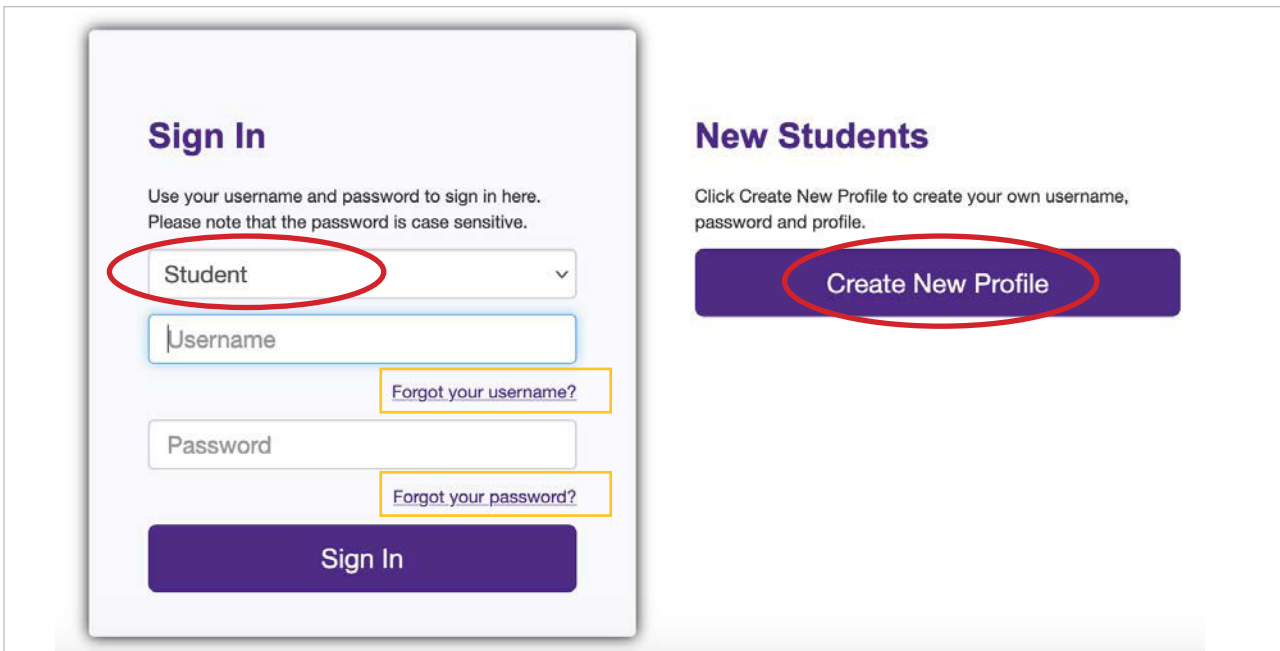 Sign In
Use your username and password to sign in here.
Please note that the password is case sensitive.
Student
Username
Forgot your username?
Password
Forgot your password?
Sign In
New Students
Click Create New Profile to create your own username,
password and profile.
Create New Profile